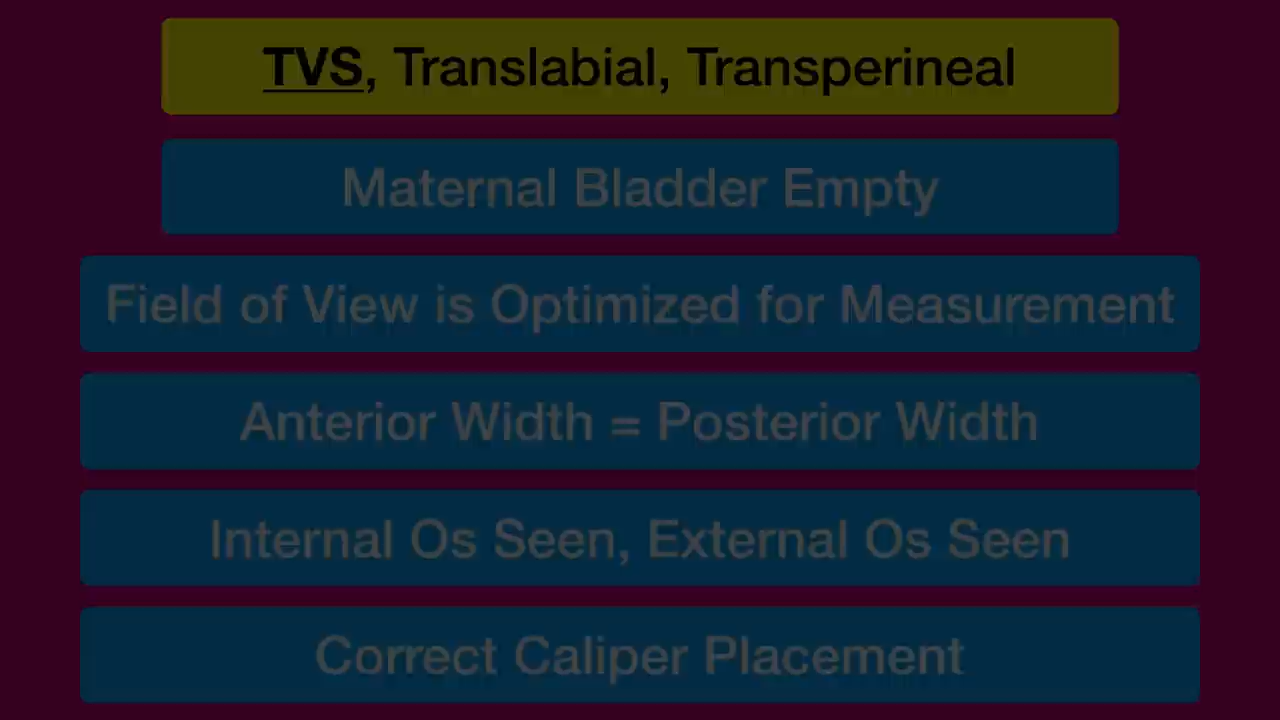 TVS, Translabial, Transperineal
Maternal Bladder Empty
Field of View is Optimized for Measurement
Anterior Width = Posterior Width
Internal Os Seen, External Os Seen
Correct Caliper Placement